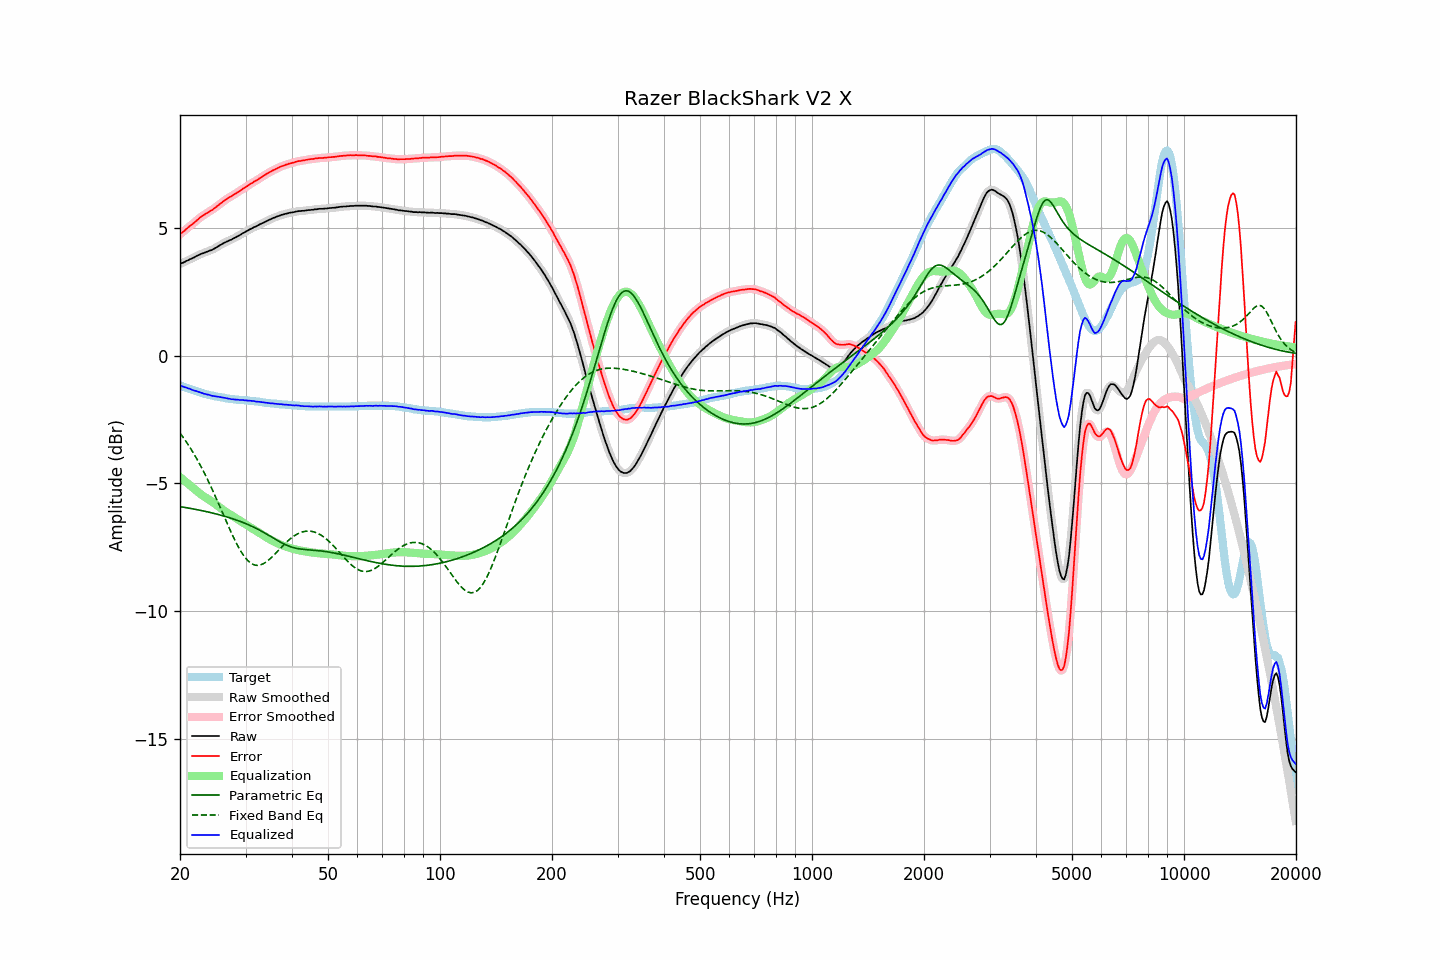 Razer BlackShark V2 X
Amplitude (dBr)
5
0
−5
−10
−15
Target
Raw Smoothed
Error Smoothed
Raw
Error
Equalization
Parametric Eq
Fixed Band Eq
Equalized
20 50 100 200 500 1000 2000 5000 10000 20000
Frequency (Hz)